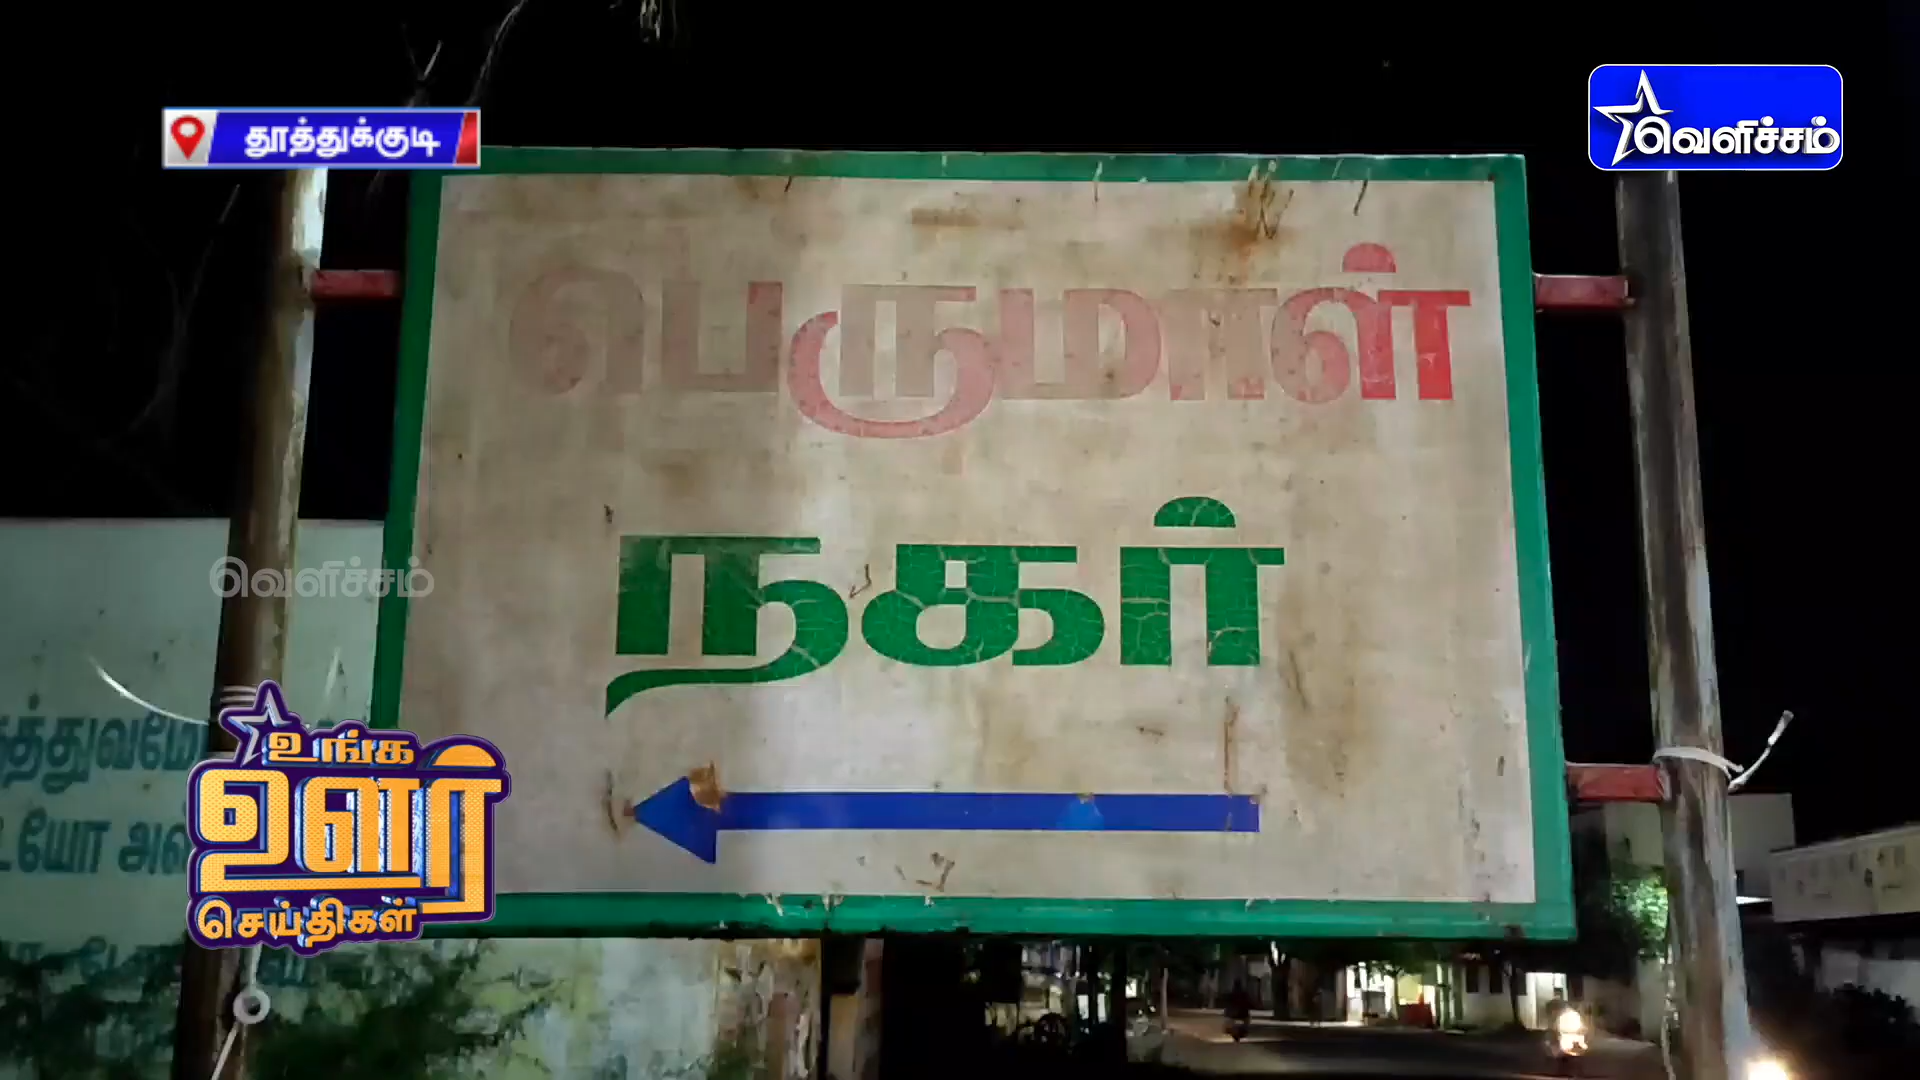 தூத்துக்குடி
வெளிச்சம்
பெருமாள்
நகர்
வெளிச்சம்
உங்க
ஊர்
செய்திகள்